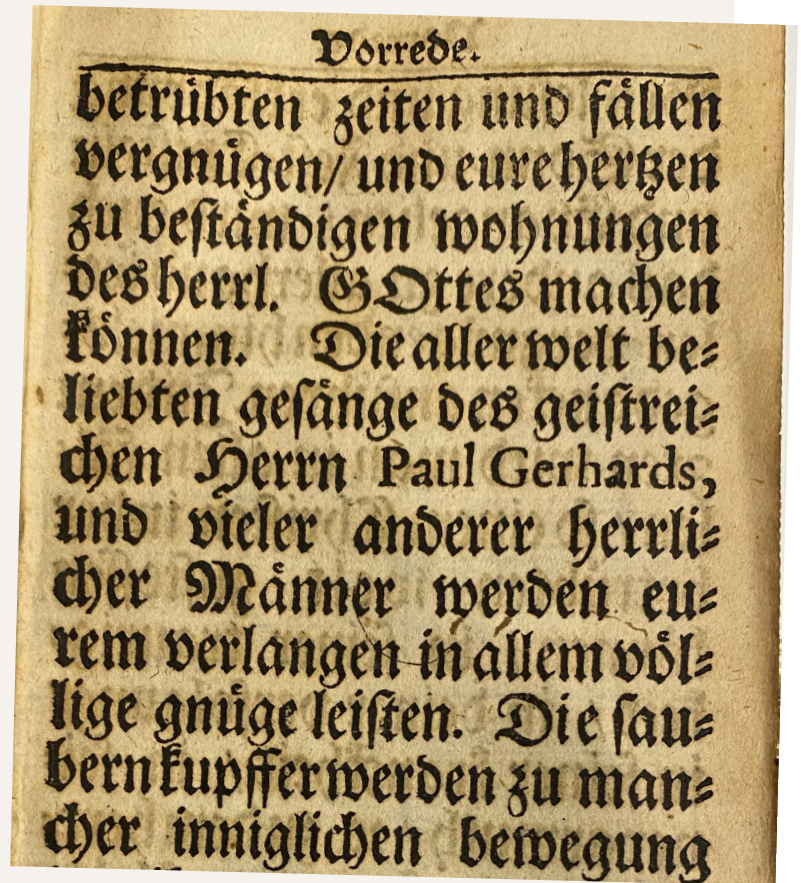 Vorrede.
betrübten zeiten und fällen
vergnügen/ und eure hertzen
zu beſtändigen wohnungen
des herrl. GOttes machen
können. Die aller welt be⸗
liebten geſänge des geiſtrei⸗
chen Herrn Paul Gerhards,
und vieler anderer herrli⸗
cher Männer werden eu⸗
rem verlangen in allem völ⸗
lige gnüge leiſten. Die ſau⸗
bern kupffer werden zu man⸗
cher inniglichen bewegung